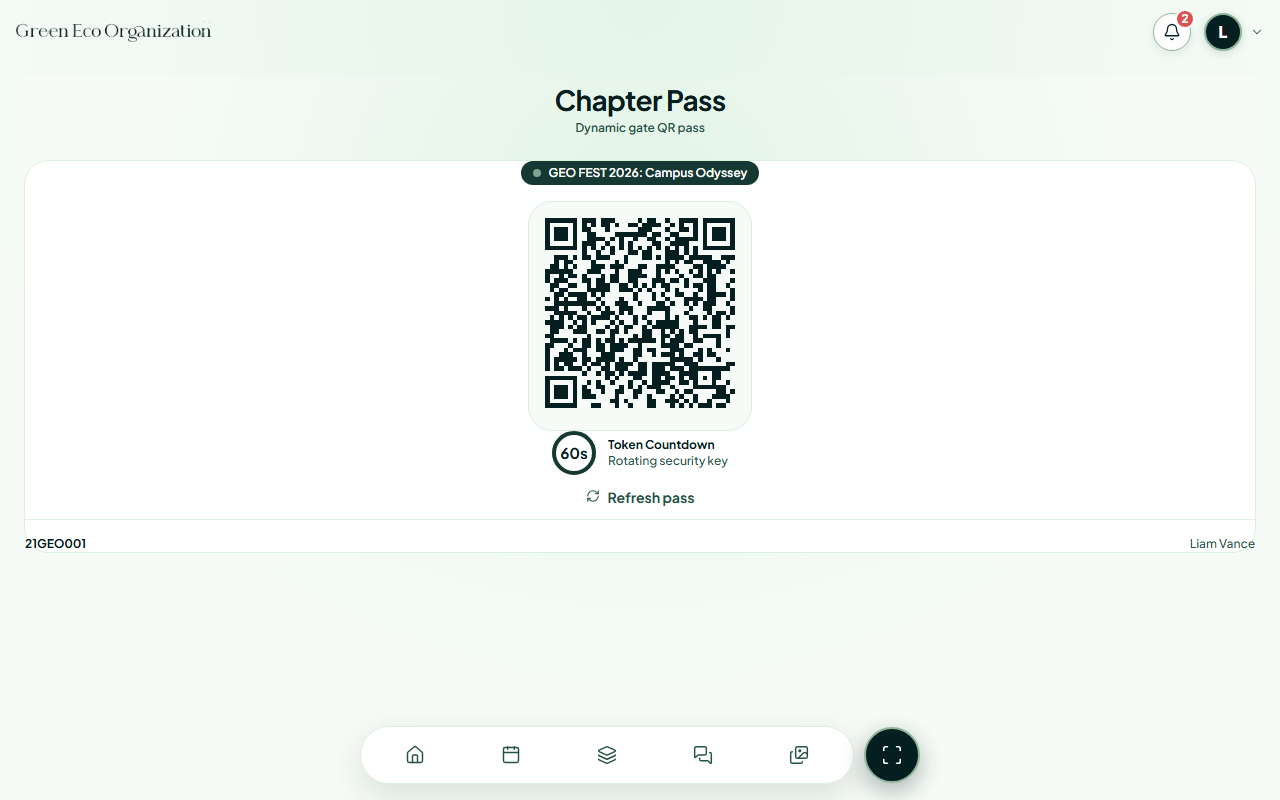 Green Eco Organization
2
L
Chapter Pass
Dynamic gate QR pass
GEO FEST 2026: Campus Odyssey
60s
Token Countdown
Rotating security key
Refresh pass
21GEO001
Liam Vance